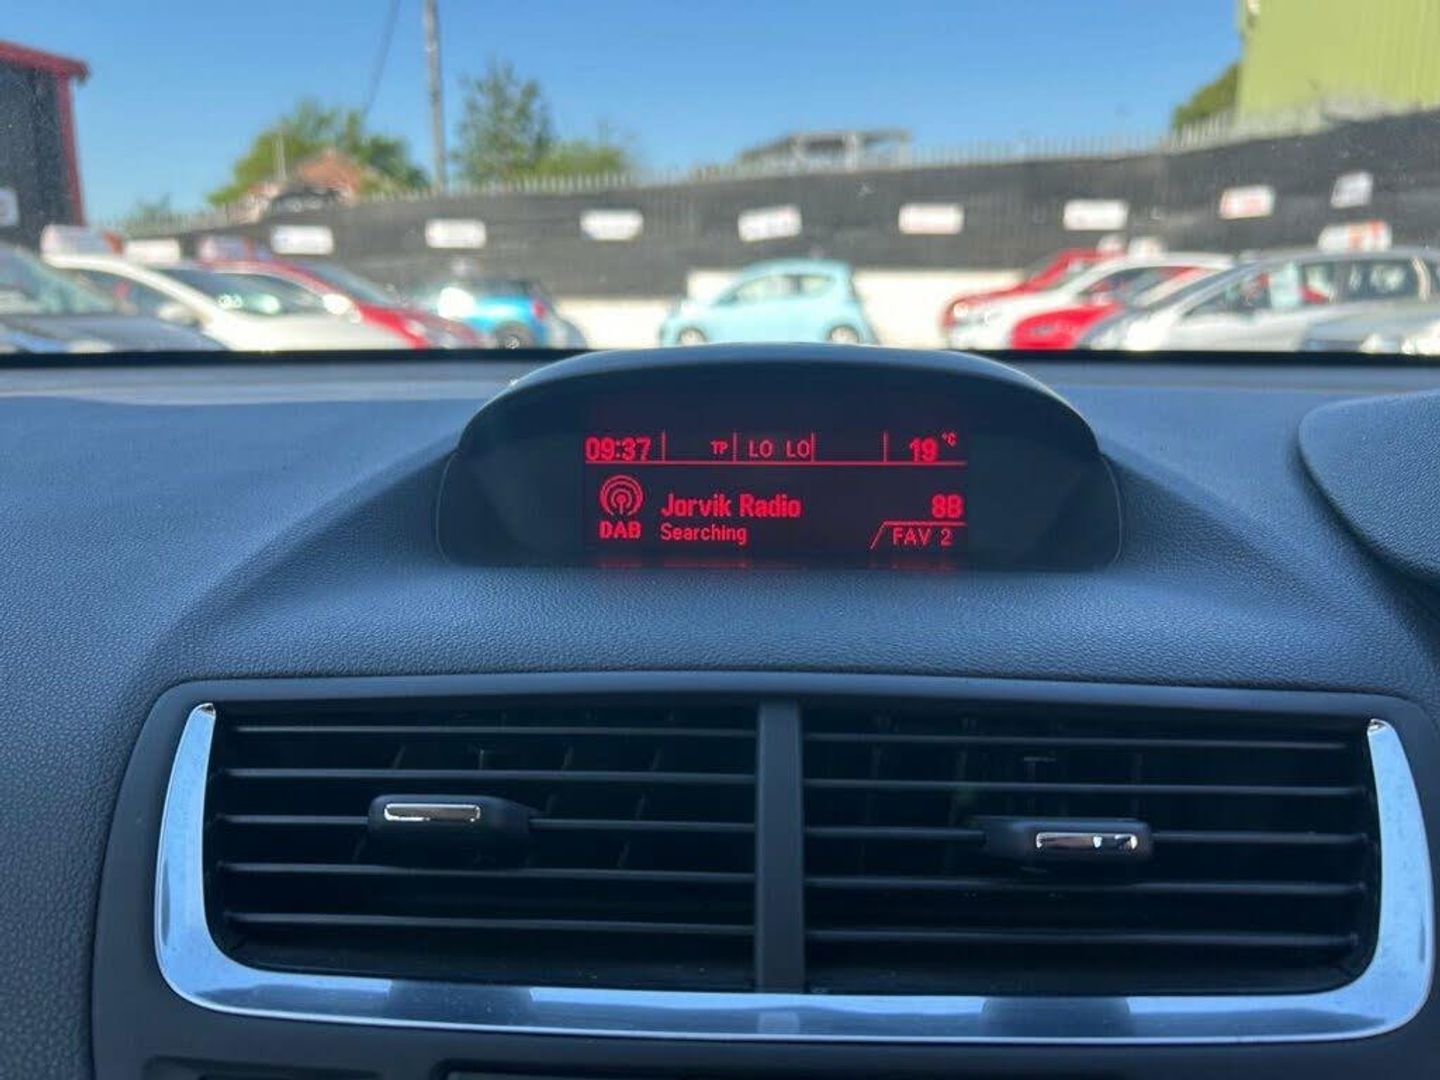 09:37 TP LO LO 19 °C
Jorvik Radio 8B
DAB Searching FAV 2